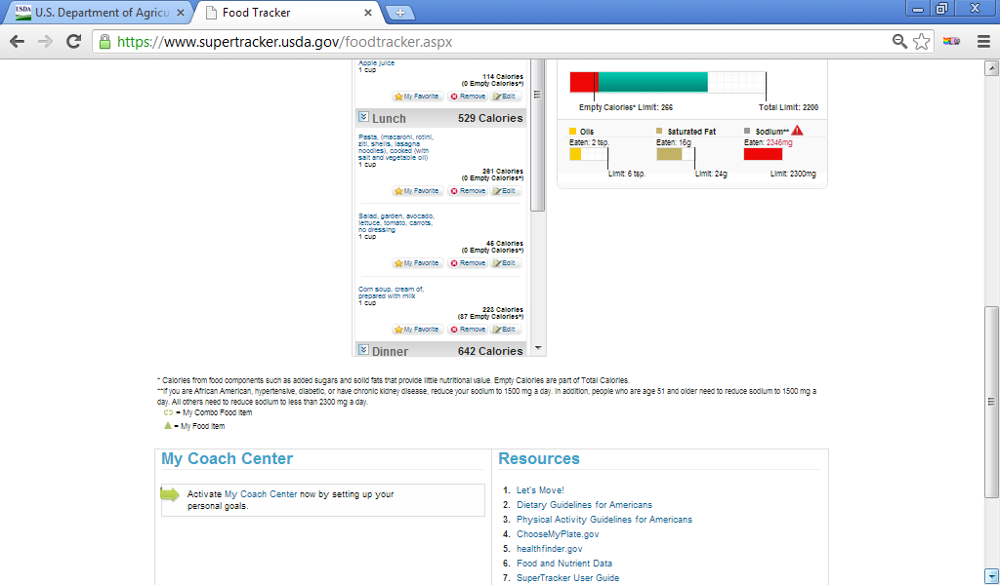 U.S. Department of Agricu
Food Tracker
https://www.supertracker.usda.gov/foodtracker.aspx
Apple juice
1 cup
114 Calories
(0 Empty Calories*)
My Favorite Remove Edit
Lunch 529 Calories
Pasta, (macaroni, rotini,
ziti, shells, lasagna
noodles), cooked (with
salt and vegetable oil)
1 cup
261 Calories
(0 Empty Calories*)
My Favorite Remove Edit
Salad, garden, avocado,
lettuce, tomato, carrots,
no dressing
1 cup
45 Calories
(0 Empty Calories*)
My Favorite Remove Edit
Corn soup, cream of,
prepared with milk
1 cup
223 Calories
(37 Empty Calories*)
My Favorite Remove Edit
Dinner 642 Calories
Empty Calories* Limit: 266 Total Limit: 2200
Oils Saturated Fat Sodium**
Eaten: 2 tsp. Eaten: 16g Eaten: 2346mg
Limit: 6 tsp. Limit: 24g Limit: 2300mg
* Calories from food components such as added sugars and solid fats that provide little nutritional value. Empty Calories are part of Total Calories.
**If you are African American, hypertensive, diabetic, or have chronic kidney disease, reduce your sodium to 1500 mg a day. In addition, people who are age 51 and older need to reduce sodium to 1500 mg a
day. All others need to reduce sodium to less than 2300 mg a day.
= My Combo Food Item
= My Food Item
My Coach Center
Activate My Coach Center now by setting up your
personal goals.
Resources
1. Let's Move!
2. Dietary Guidelines for Americans
3. Physical Activity Guidelines for Americans
4. ChooseMyPlate.gov
5. healthfinder.gov
6. Food and Nutrient Data
7. SuperTracker User Guide